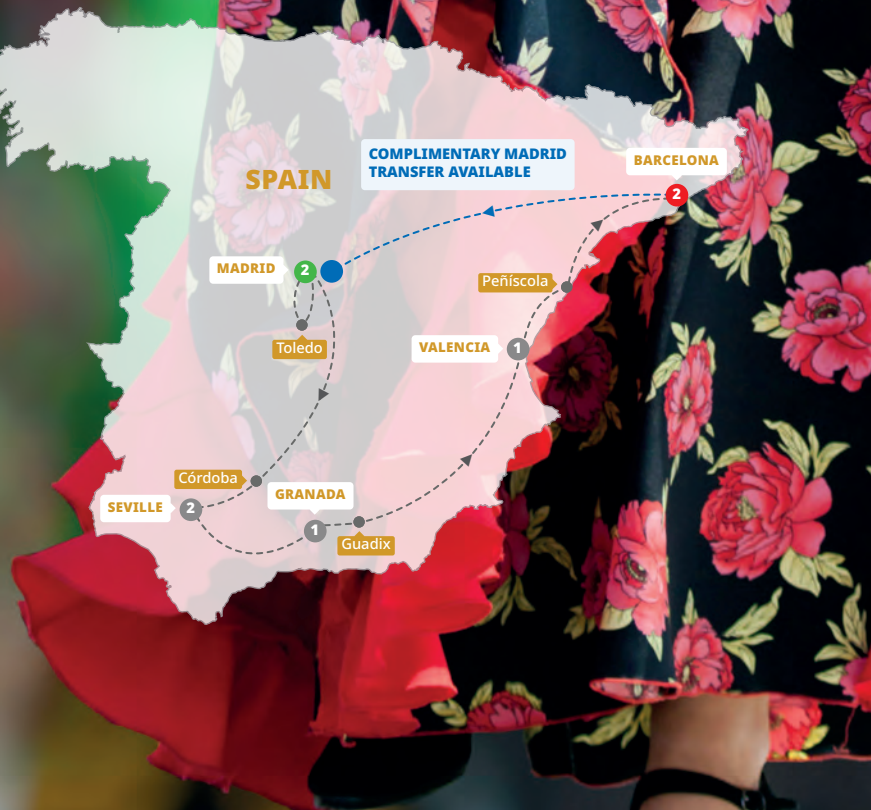 COMPLIMENTARY MADRID
TRANSFER AVAILABLE
BARCELONA
2
SPAIN
MADRID
2
Peñíscola
Toledo
VALENCIA
1
Córdoba
GRANADA
SEVILLE
2
1
Guadix